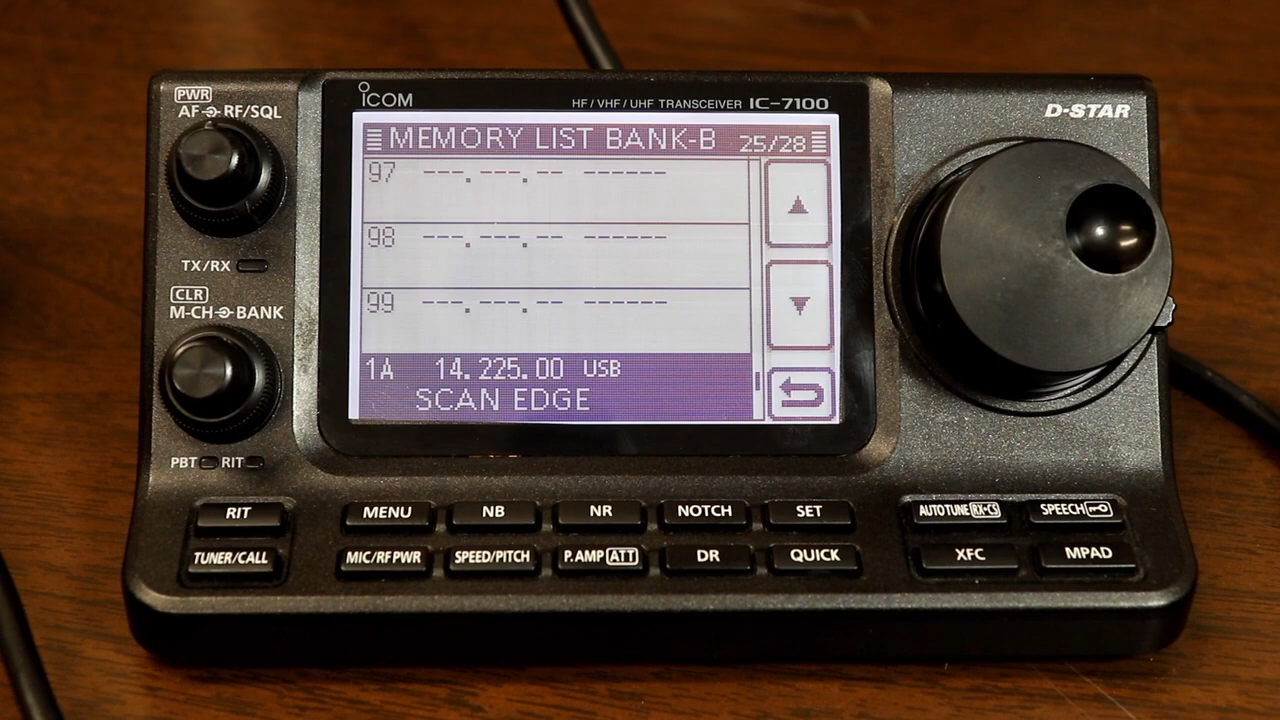 PWR
AF RF/SQL
TX/RX
CLR
M-CH BANK
PBT RIT
ICOM
HF/VHF/UHF TRANSCEIVER IC-7100
D-STAR
MEMORY LIST BANK-B 25/28
97 ---.---.-- ------
98 ---.---.-- ------
99 ---.---.-- ------
1A 14.225.00 USB
SCAN EDGE
RIT MENU NB NR NOTCH SET AUTOTUNE RX➔CS SPEECH
TUNER/CALL MIC/RF PWR SPEED/PITCH P.AMP ATT DR QUICK XFC MPAD